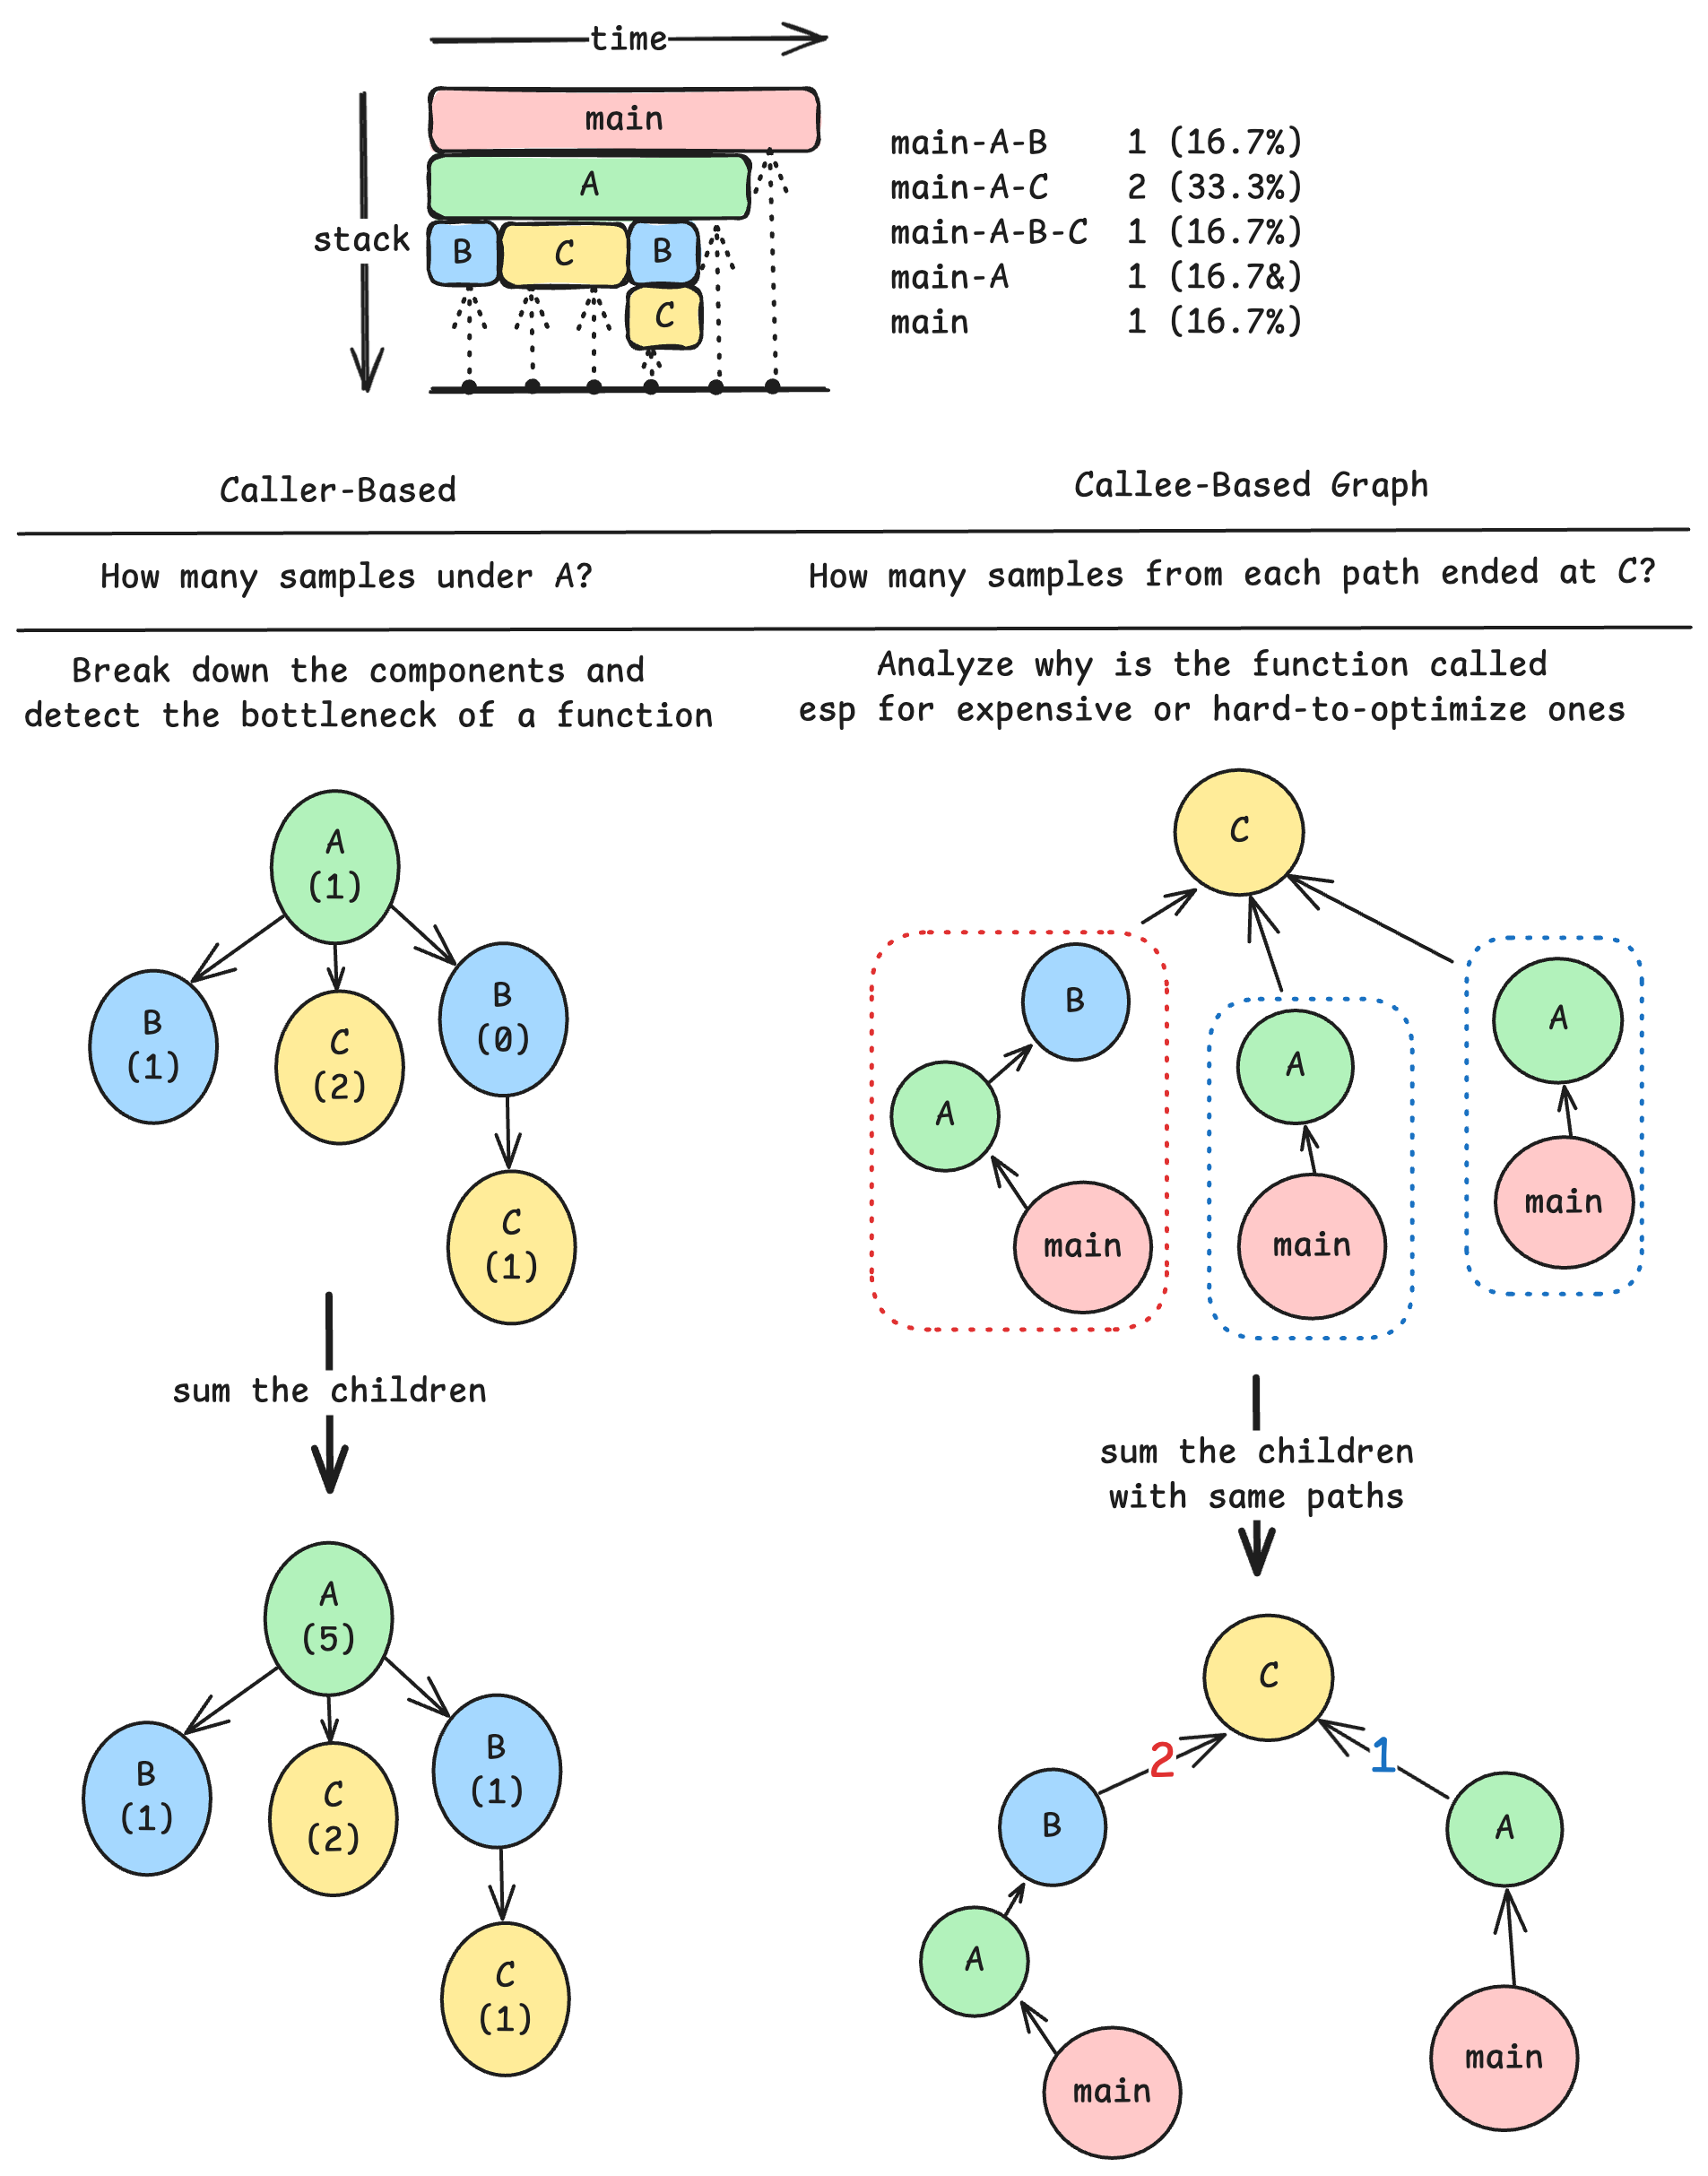 time
stack
main
A
B
C
B
C
main-A-B 1 (16.7%)
main-A-C 2 (33.3%)
main-A-B-C 1 (16.7%)
main-A 1 (16.7&)
main 1 (16.7%)
Caller-Based
Callee-Based Graph
How many samples under A?
How many samples from each path ended at C?
Break down the components and
detect the bottleneck of a function
Analyze why is the function called
esp for expensive or hard-to-optimize ones
A
(1)
B
(1)
C
(2)
B
(0)
C
(1)
sum the children
A
(5)
B
(1)
C
(2)
B
(1)
C
(1)
C
B
A
main
A
main
A
main
sum the children
with same paths
C
2
1
B
A
main
A
main